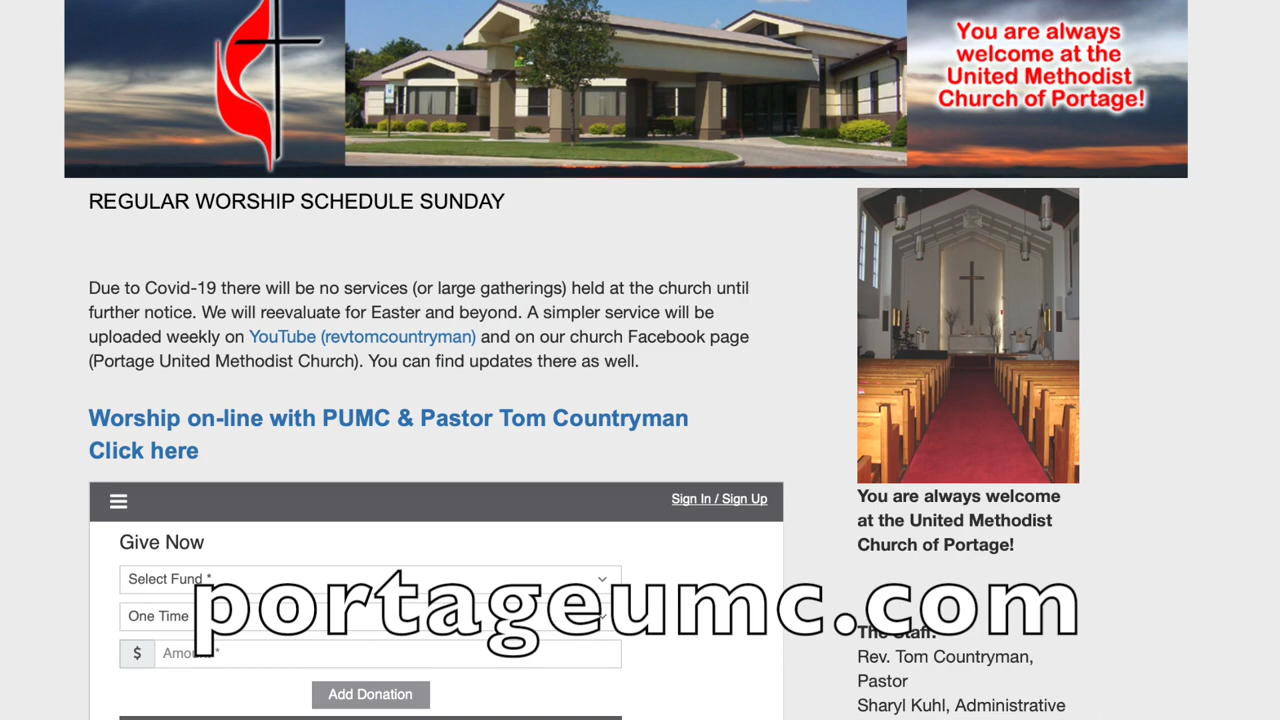 You are always
welcome at the
United Methodist
Church of Portage!
REGULAR WORSHIP SCHEDULE SUNDAY
Due to Covid-19 there will be no services (or large gatherings) held at the church until
further notice. We will reevaluate for Easter and beyond. A simpler service will be
uploaded weekly on YouTube (revtomcountryman) and on our church Facebook page
(Portage United Methodist Church). You can find updates there as well.
Worship on-line with PUMC & Pastor Tom Countryman
Click here
Sign In / Sign Up
Give Now
Select Fund *
One Time
$ Amount *
Add Donation
portageumc.com
You are always welcome
at the United Methodist
Church of Portage!
The Staff:
Rev. Tom Countryman,
Pastor
Sharyl Kuhl, Administrative